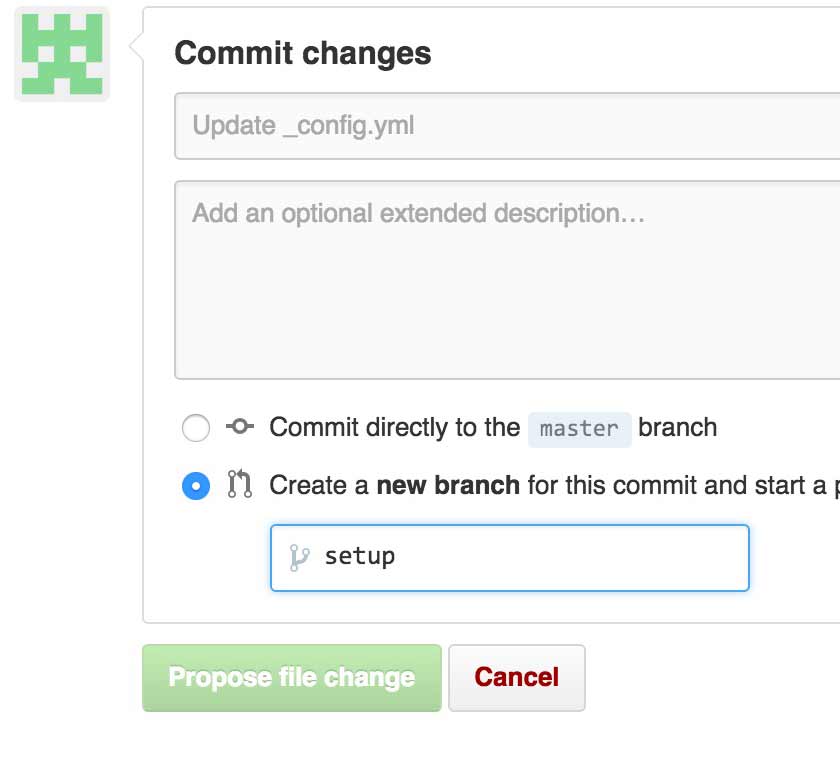 Commit changes
Update _config.yml
Add an optional extended description…
Commit directly to the master branch
Create a new branch for this commit and start a
setup
Propose file change
Cancel